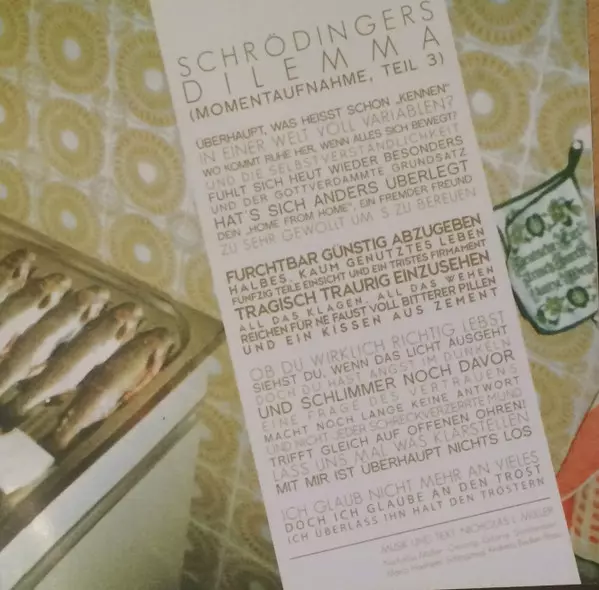 SCHRÖDINGERS
DILEMMA
(MOMENTAUFNAHME, TEIL 3)
ÜBERHAUPT, WAS HEISST SCHON „KENNEN"
IN EINER WELT VOLL VARIABLEN?
WO KOMMT RUHE HER, WENN ALLES SICH BEWEGT?
UND DIE SELBSTVERSTÄNDLICHKEIT
FÜHLT SICH HEUT WIEDER BESONDERS
UND DER GOTTVERDAMMTE GRUNDSATZ
HAT'S SICH ANDERS ÜBERLEGT
DEIN „HOME FROM HOME", EIN FREMDER FREUND
ZU SEHR GEWOLLT UM'S ZU BEREUEN
FURCHTBAR GÜNSTIG ABZUGEBEN
HALBES, KAUM GENUTZTES LEBEN
FÜNFZIG TEILE EINSICHT UND EIN TRISTES FIRMAMENT
TRAGISCH TRAURIG EINZUSEHEN
ALL DAS KLAGEN, ALL DAS WEHEN
REICHEN FÜR NE FAUST VOLL BITTERER PILLEN
UND EIN KISSEN AUS ZEMENT
OB DU WIRKLICH RICHTIG LEBST
SIEHST DU, WENN DAS LICHT AUSGEHT
DOCH DU HAST ANGST IM DUNKELN
UND SCHLIMMER NOCH DAVOR
EINE FRAGE DES VERTRAUENS
MACHT NOCH LANGE KEINE ANTWORT
UND NICHT JEDER SCHRECKVERZERRTE MUND
TRIFFT GLEICH AUF OFFENEN OHREN!
LASS UNS MAL WAS KLARSTELLEN
MIT MIR IST ÜBERHAUPT NICHTS LOS
ICH GLAUB NICHT MEHR AN VIELES
DOCH ICH GLAUBE AN DEN TROST
ICH ÜBERLASS IHN HALT DEN TRÖSTERN
MUSIK UND TEXT: NICHOLAS MÜLLER